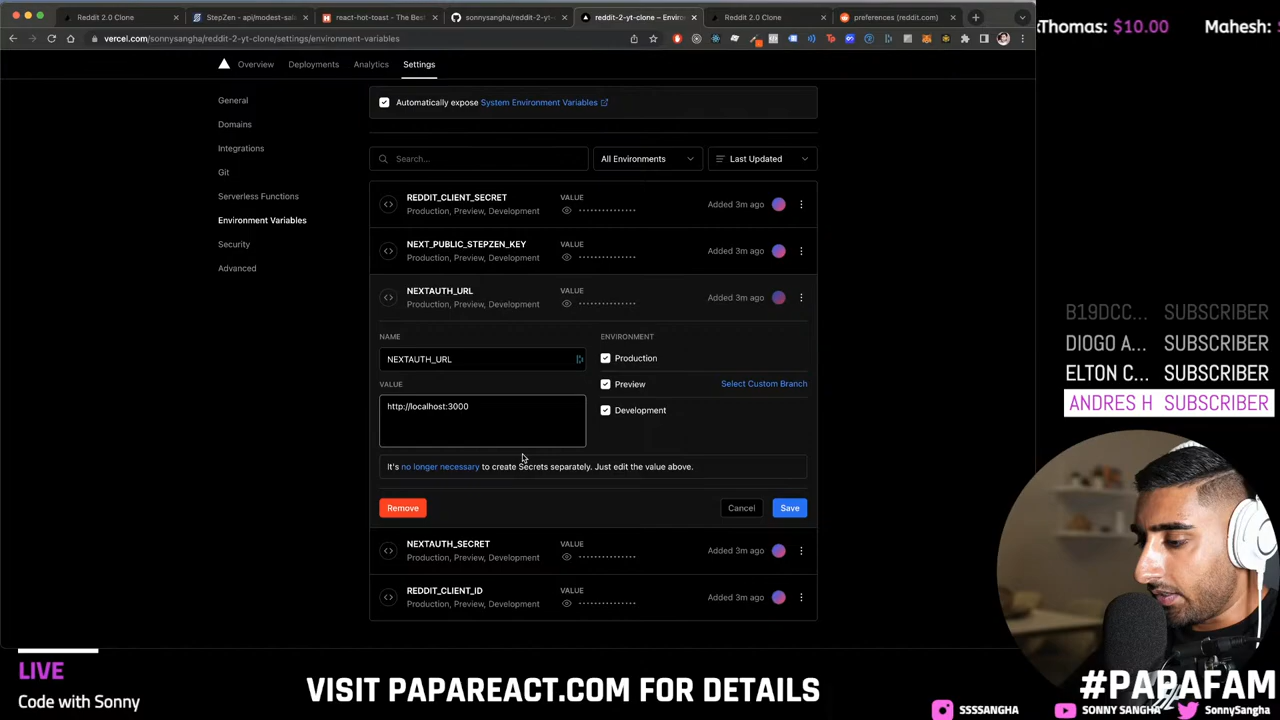 Reddit 2.0 Clone
StepZen - api/modest-sal
react-hot-toast - The Bes
sonnysangha/reddit-2-yt-
reddit-2-yt-clone – Enviro
Reddit 2.0 Clone
preferences (reddit.com)
vercel.com/sonnysangha/reddit-2-yt-clone/settings/environment-variables
Thomas: $10.00 Mahesh:
Overview Deployments Analytics Settings
General
Domains
Integrations
Git
Serverless Functions
Environment Variables
Security
Advanced
Automatically expose System Environment Variables
Search... All Environments Last Updated
REDDIT_CLIENT_SECRET VALUE
Production, Preview, Development
Added 3m ago
NEXT_PUBLIC_STEPZEN_KEY VALUE
Production, Preview, Development
Added 3m ago
NEXTAUTH_URL VALUE
Production, Preview, Development
Added 3m ago
NAME
NEXTAUTH_URL
VALUE
http://localhost:3000
ENVIRONMENT
Production
Preview Select Custom Branch
Development
It's no longer necessary to create Secrets separately. Just edit the value above.
Remove Cancel Save
NEXTAUTH_SECRET VALUE
Production, Preview, Development
Added 3m ago
REDDIT_CLIENT_ID VALUE
Production, Preview, Development
Added 3m ago
B19DCC... SUBSCRIBER
DIOGO A... SUBSCRIBER
ELTON C... SUBSCRIBER
ANDRES H SUBSCRIBER
LIVE
Code with Sonny
VISIT PAPAREACT.COM FOR DETAILS
#PAPAFAM
SSSSANGHA SONNY SANGHA SonnySangha